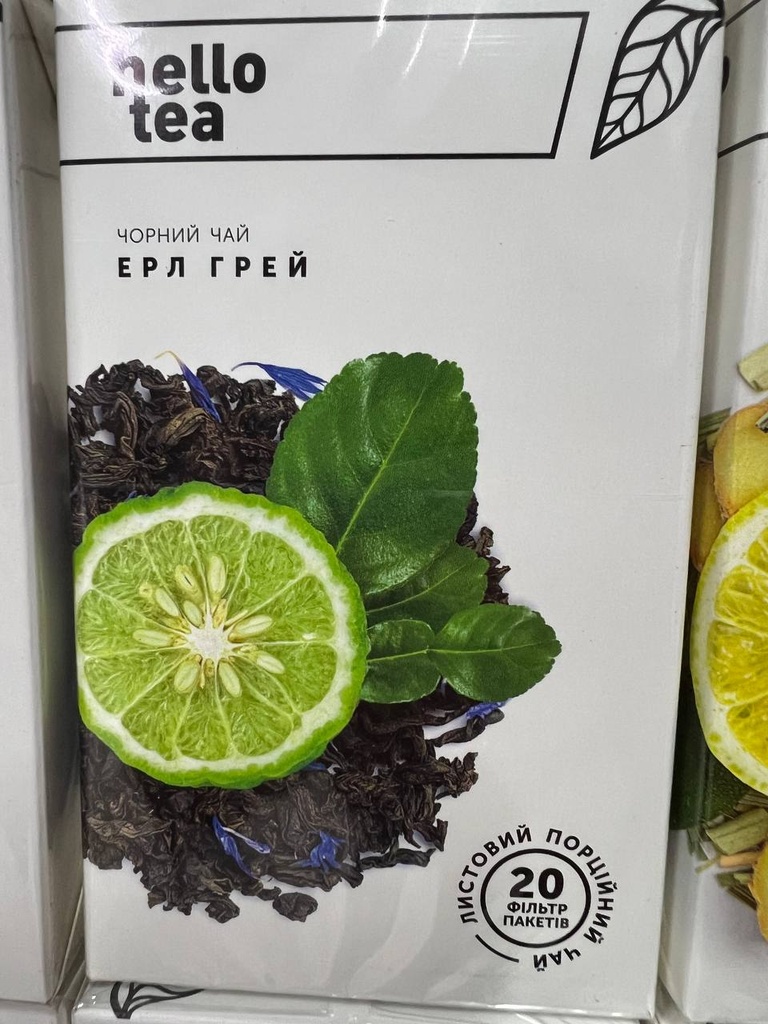 hello
tea
ЧОРНИЙ ЧАЙ
ЕРЛ ГРЕЙ
ЛИСТОВИЙ ПОРЦІЙНИЙ ЧАЙ
20
ФІЛЬТР
ПАКЕТІВ